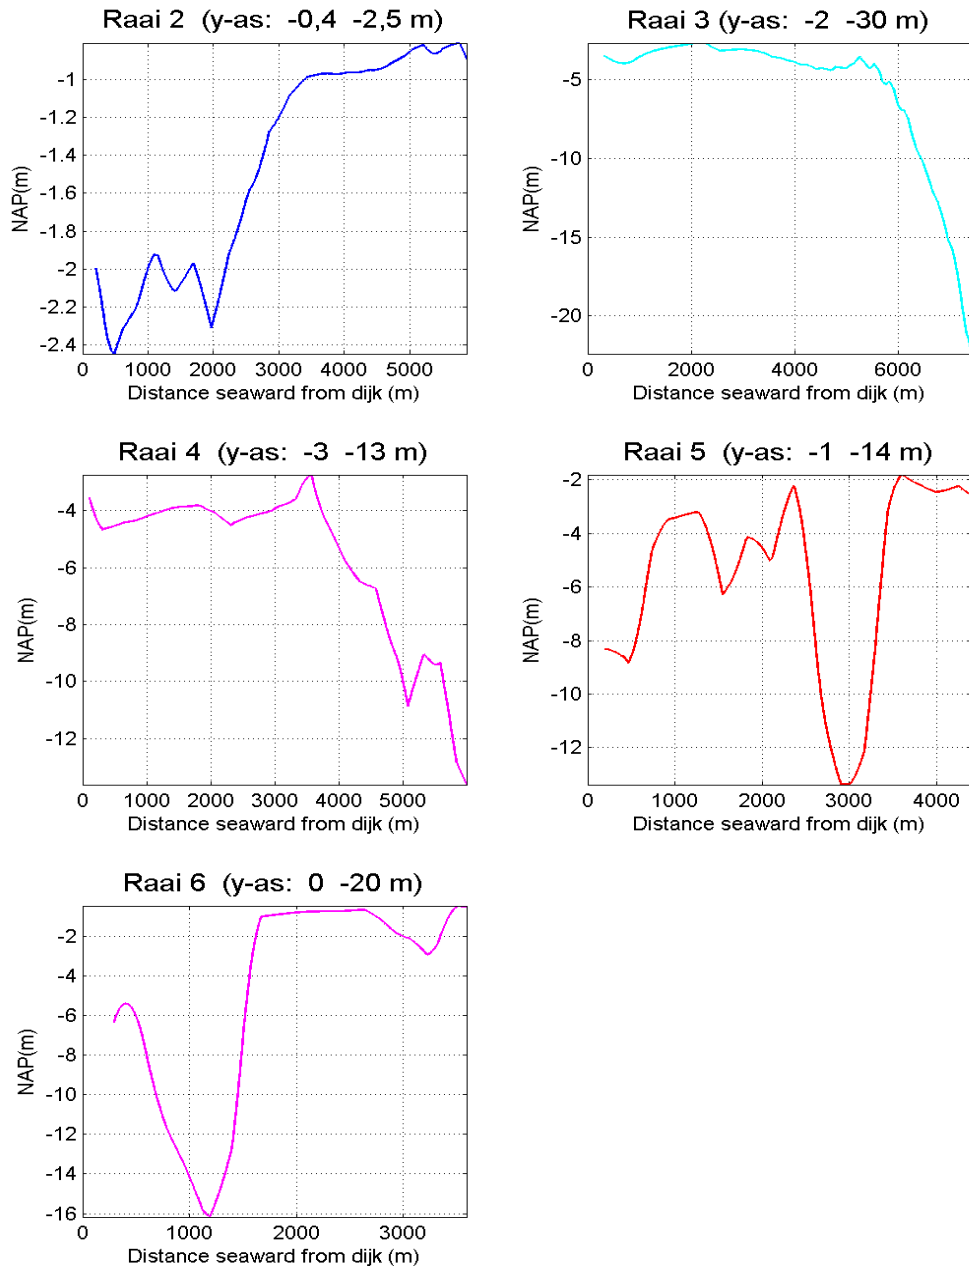 Raai 2 (y-as: -0,4 -2,5 m)
NAP(m)
-1
-1.2
-1.4
-1.6
-1.8
-2
-2.2
-2.4
0 1000 2000 3000 4000 5000
Distance seaward from dijk (m)
Raai 3 (y-as: -2 -30 m)
NAP(m)
-5
-10
-15
-20
0 2000 4000 6000
Distance seaward from dijk (m)
Raai 4 (y-as: -3 -13 m)
NAP(m)
-4
-6
-8
-10
-12
0 1000 2000 3000 4000 5000
Distance seaward from dijk (m)
Raai 5 (y-as: -1 -14 m)
NAP(m)
-2
-4
-6
-8
-10
-12
0 1000 2000 3000 4000
Distance seaward from dijk (m)
Raai 6 (y-as: 0 -20 m)
NAP(m)
-2
-4
-6
-8
-10
-12
-14
-16
0 1000 2000 3000
Distance seaward from dijk (m)